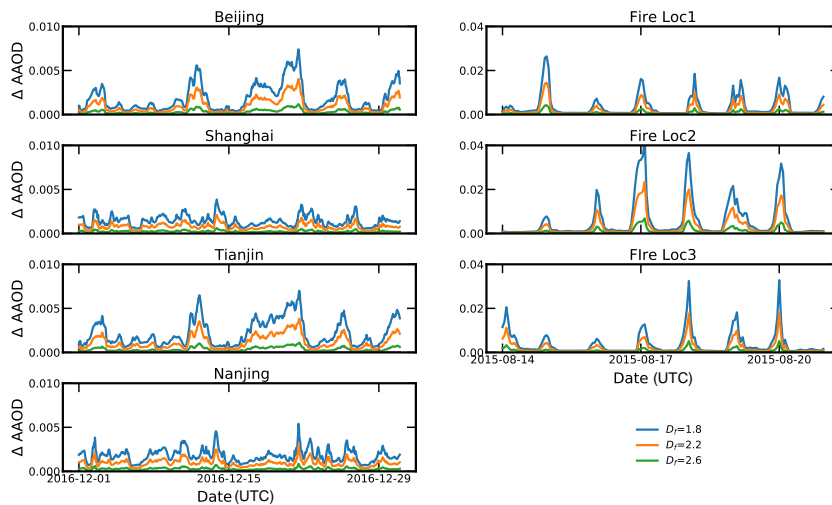 Beijing
0.010
0.005
0.000
Δ AAOD
Shanghai
0.010
0.005
0.000
Δ AAOD
Tianjin
0.010
0.005
0.000
Δ AAOD
Nanjing
0.010
0.005
0.000
Δ AAOD
2016-12-01 2016-12-15 2016-12-29
Date (UTC)
Fire Loc1
0.04
0.02
0.00
Fire Loc2
0.04
0.02
0.00
FIre Loc3
0.04
0.02
0.00
2015-08-14 2015-08-17 2015-08-20
Date (UTC)
Df=1.8
Df=2.2
Df=2.6